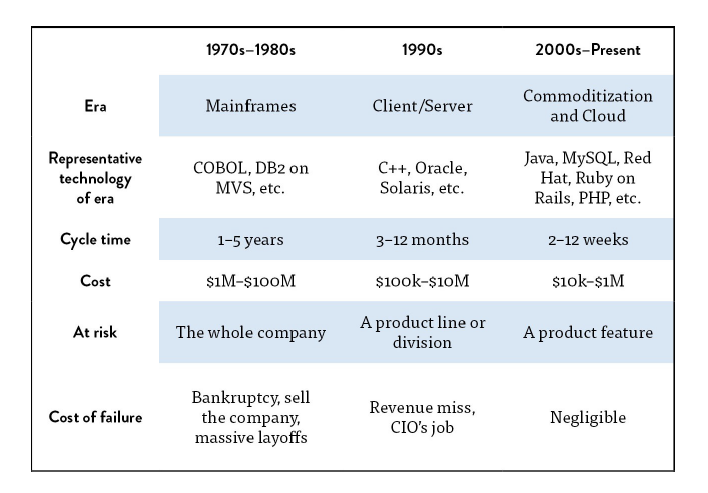 1970s–1980s 1990s 2000s–Present
Era Mainframes Client/Server Commoditization
and Cloud
Representative
technology
of era
COBOL, DB2 on
MVS, etc.
C++, Oracle,
Solaris, etc.
Java, MySQL, Red
Hat, Ruby on
Rails, PHP, etc.
Cycle time 1–5 years 3–12 months 2–12 weeks
Cost $1M–$100M $100k–$10M $10k–$1M
At risk The whole company A product line or
division
A product feature
Cost of failure
Bankruptcy, sell
the company,
massive layoffs
Revenue miss,
CIO's job
Negligible